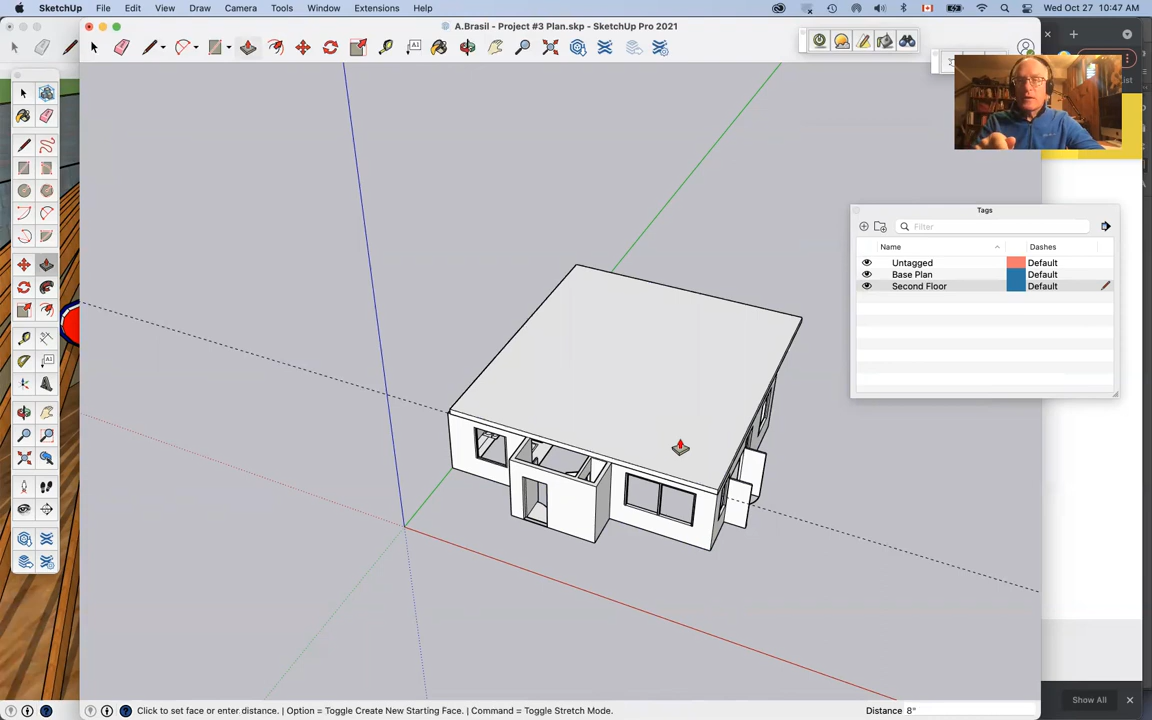 SketchUp File Edit View Draw Camera Tools Window Extensions Help
Wed Oct 27 10:47 AM
A.Brasil - Project #3 Plan.skp - SketchUp Pro 2021
Tags
Filter
Name Dashes
Untagged Default
Base Plan Default
Second Floor Default
Show All
Click to set face or enter distance. | Option = Toggle Create New Starting Face. | Command = Toggle Stretch Mode.
Distance 8"